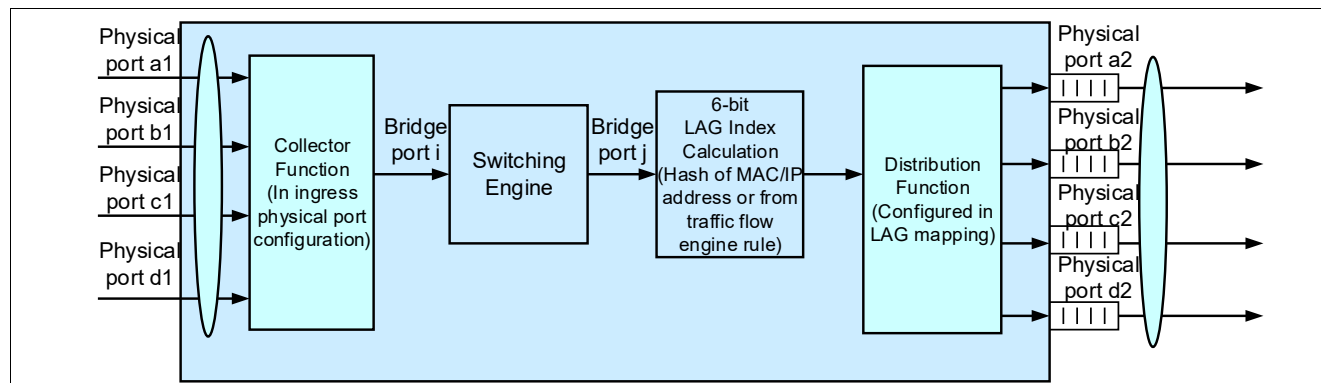 Physical
port a1
Physical
port b1
Physical
port c1
Physical
port d1
Collector
Function
(In ingress
physical port
configuration)
Bridge
port i
Switching
Engine
Bridge
port j
6-bit
LAG Index
Calculation
(Hash of MAC/IP
address or from
traffic flow
engine rule)
Distribution
Function
(Configured in
LAG mapping)
Physical
port a2
Physical
port b2
Physical
port c2
Physical
port d2